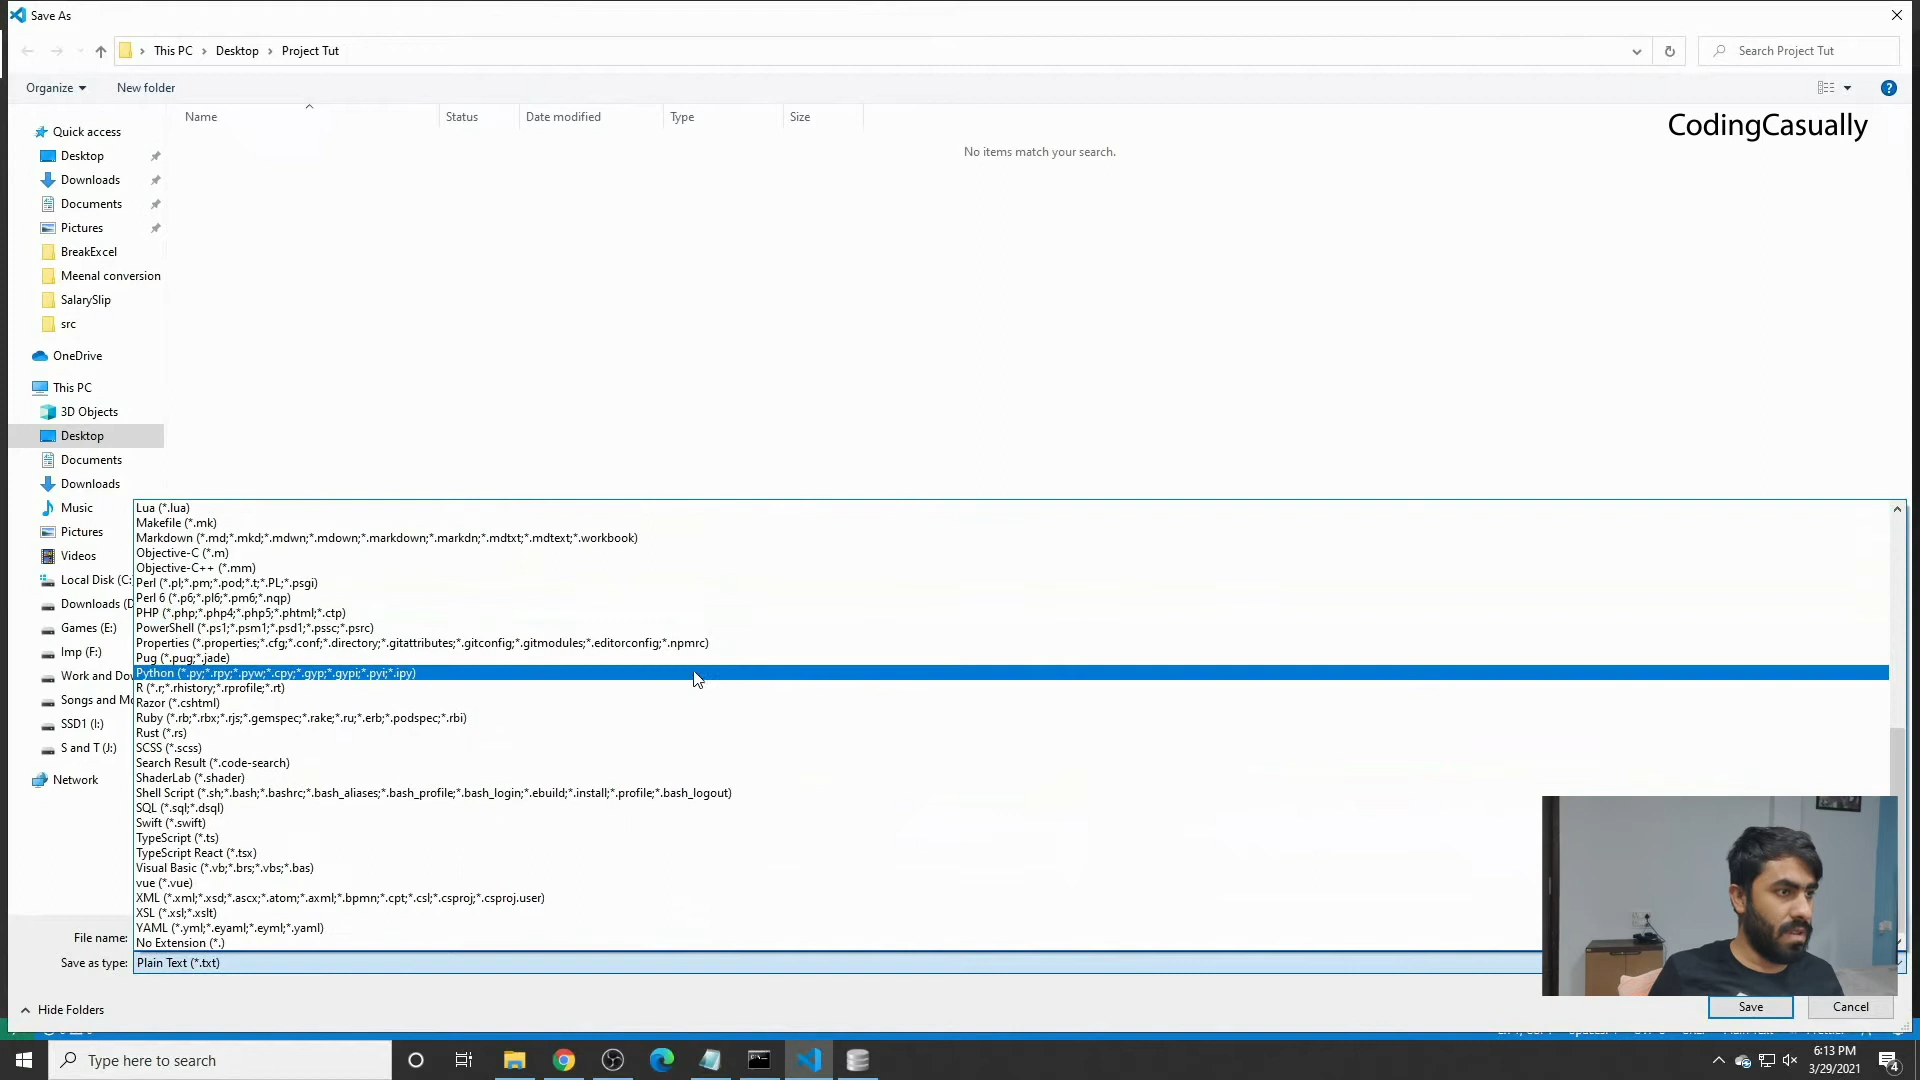 Save As
This PC > Desktop > Project Tut
Search Project Tut
Organize
New folder
Name
Status
Date modified
Type
Size
CodingCasually
No items match your search.
Quick access
Desktop
Downloads
Documents
Pictures
BreakExcel
Meenal conversion
SalarySlip
src
OneDrive
This PC
3D Objects
Desktop
Documents
Downloads
Music
Pictures
Videos
Local Disk (C:
Downloads (D
Games (E:)
Imp (F:)
Work and Dow
Songs and Mo
SSD1 (I:)
S and T (J:)
Network
Lua (*.lua)
Makefile (*.mk)
Markdown (*.md;*.mkd;*.mdwn;*.mdown;*.markdown;*.markdn;*.mdtxt;*.mdtext;*.workbook)
Objective-C (*.m)
Objective-C++ (*.mm)
Perl (*.pl;*.pm;*.pod;*.t;*.PL;*.psgi)
Perl 6 (*.p6;*.pl6;*.pm6;*.nqp)
PHP (*.php;*.php4;*.php5;*.phtml;*.ctp)
PowerShell (*.ps1;*.psm1;*.psd1;*.pssc;*.psrc)
Properties (*.properties;*.cfg;*.conf;*.directory;*.gitattributes;*.gitconfig;*.gitmodules;*.editorconfig;*.npmrc)
Pug (*.pug;*.jade)
Python (*.py;*.rpy;*.pyw;*.cpy;*.gyp;*.gypi;*.pyi;*.ipy)
R (*.r;*.rhistory;*.rprofile;*.rt)
Razor (*.cshtml)
Ruby (*.rb;*.rbx;*.rjs;*.gemspec;*.rake;*.ru;*.erb;*.podspec;*.rbi)
Rust (*.rs)
SCSS (*.scss)
Search Result (*.code-search)
ShaderLab (*.shader)
Shell Script (*.sh;*.bash;*.bashrc;*.bash_aliases;*.bash_profile;*.bash_login;*.ebuild;*.install;*.profile;*.bash_logout)
SQL (*.sql;*.dsql)
Swift (*.swift)
TypeScript (*.ts)
TypeScript React (*.tsx)
Visual Basic (*.vb;*.brs;*.vbs;*.bas)
vue (*.vue)
XML (*.xml;*.xsd;*.ascx;*.atom;*.axml;*.bpmn;*.cpt;*.csl;*.csproj;*.csproj.user)
XSL (*.xsl;*.xslt)
YAML (*.yml;*.eyaml;*.eyml;*.yaml)
No Extension (*.)
File name:
Save as type: Plain Text (*.txt)
Hide Folders
Save
Cancel
Type here to search
6:13 PM
3/29/2021
4